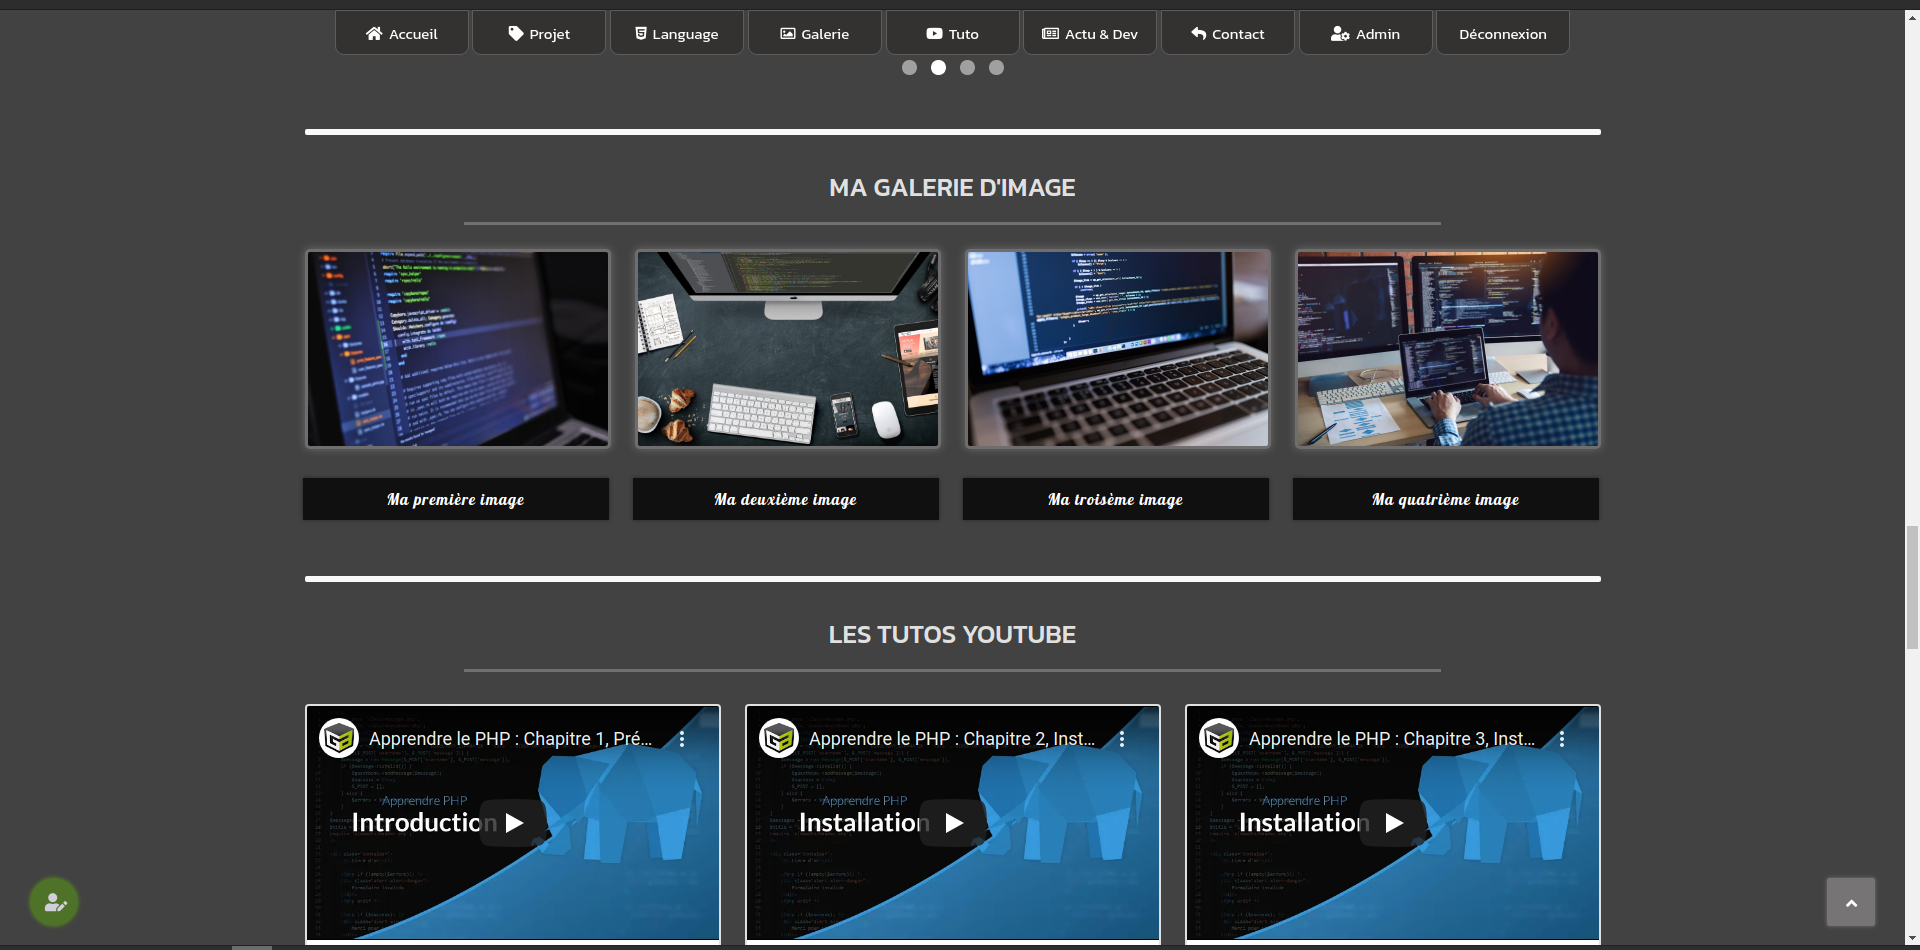 Accueil
Projet
Language
Galerie
Tuto
Actu & Dev
Contact
Admin
Déconnexion
MA GALERIE D'IMAGE
Ma première image
Ma deuxième image
Ma troisème image
Ma quatrième image
LES TUTOS YOUTUBE
Apprendre le PHP : Chapitre 1, Pré...
Apprendre PHP
Introduction
Apprendre le PHP : Chapitre 2, Inst...
Apprendre PHP
Installation
Apprendre le PHP : Chapitre 3, Inst...
Apprendre PHP
Installation